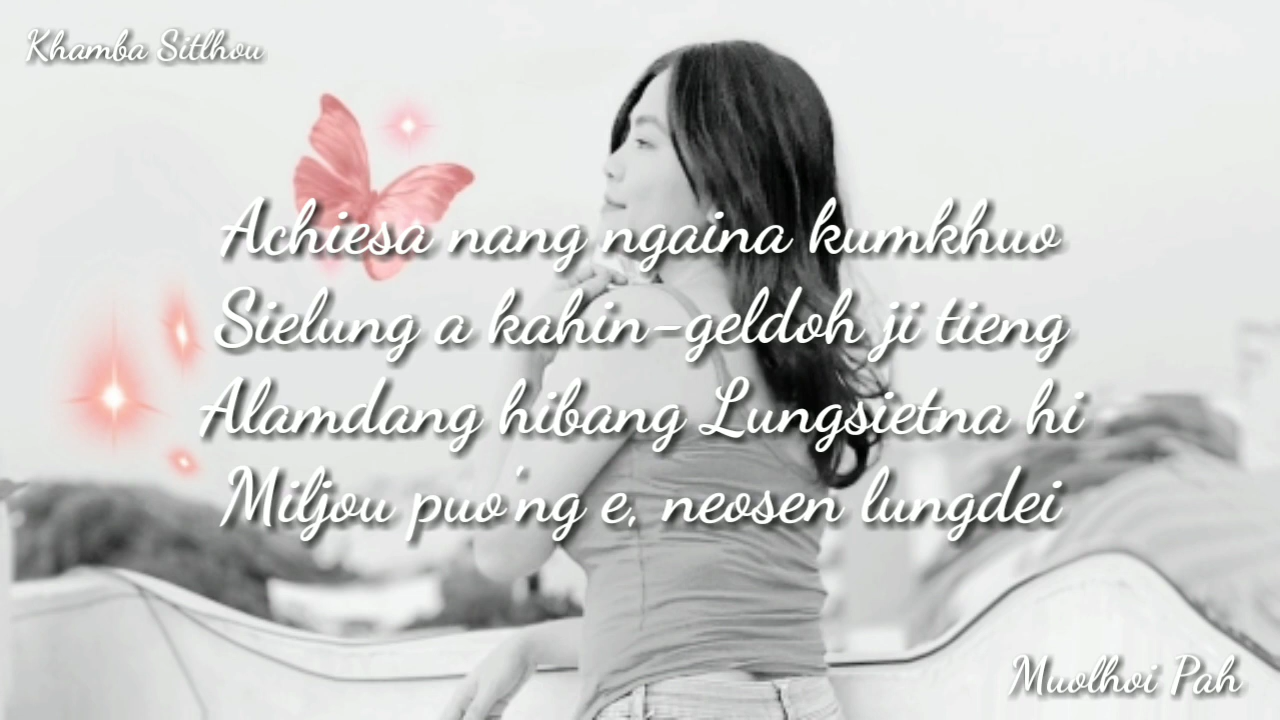 Khamba Sitlhou
Achiesa nang ngaina kumkhuo
Sielung a kahin-geldoh ji tieng
Alamdang hibang Lungsietna hi
Miljou puo'ng e, neosen lungdei
Muolhoi Pah